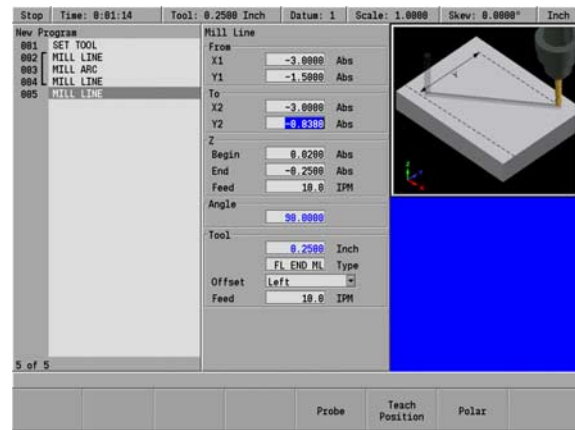 Stop Time: 0:01:14 Tool: 0.2500 Inch Datum: 1 Scale: 1.0000 Skew: 0.0000° Inch
New Program
001 SET TOOL
002 MILL LINE
003 MILL ARC
004 MILL LINE
005 MILL LINE
5 of 5
Mill Line
From
X1 -3.0000 Abs
Y1 -1.5000 Abs
To
X2 -3.0000 Abs
Y2 -0.8380 Abs
Z
Begin 0.0200 Abs
End -0.2500 Abs
Feed 10.0 IPM
Angle
90.0000
Tool
0.2500 Inch
FL END ML Type
Offset Left
Feed 10.0 IPM
Probe
Teach Position
Polar